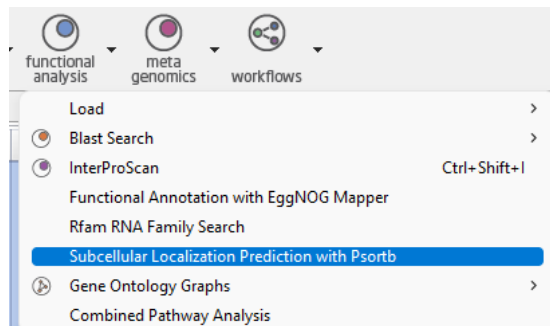 functional
analysis
meta
genomics
workflows
Load
Blast Search
InterProScan Ctrl+Shift+I
Functional Annotation with EggNOG Mapper
Rfam RNA Family Search
Subcellular Localization Prediction with Psortb
Gene Ontology Graphs
Combined Pathway Analysis